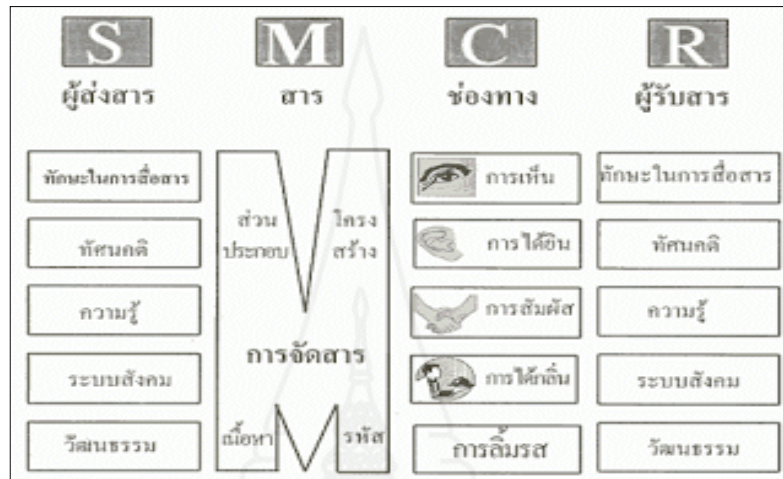 S M C R
ผู้ส่งสาร สาร ช่องทาง ผู้รับสาร
ทักษะในการสื่อสาร
ทัศนคติ
ความรู้
ระบบสังคม
วัฒนธรรม
ส่วน โครง
ประกอบ สร้าง
การจัดสาร
เนื้อหา รหัส
การเห็น
การได้ยิน
การสัมผัส
การได้กลิ่น
การลิ้มรส
ทักษะในการสื่อสาร
ทัศนคติ
ความรู้
ระบบสังคม
วัฒนธรรม